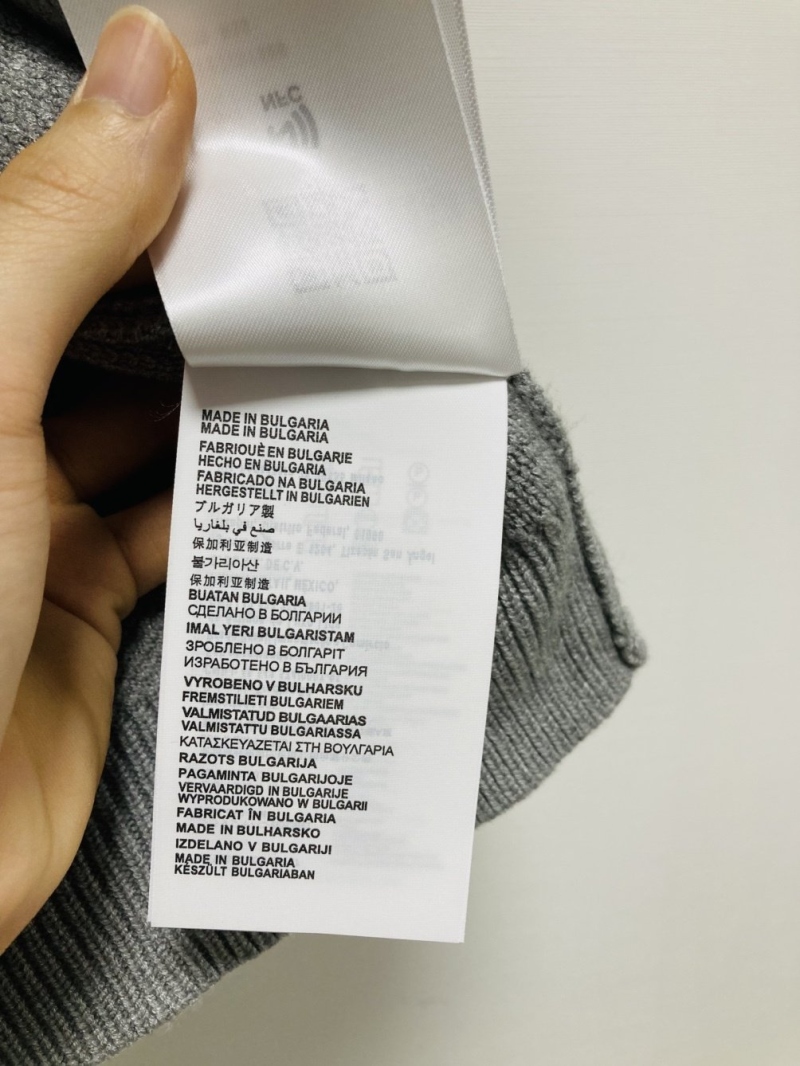 NFC
MADE IN BULGARIA
MADE IN BULGARIA
FABRIOUÈ EN BULGARJE
HECHO EN BULGARIA
FABRICADO NA BULGARIA
HERGESTELLT IN BULGARIEN
ブルガリア製
صنع في بلغاريا
保加利亚制造
불가리아산
保加利亚制造
BUATAN BULGARIA
СДЕЛАНО В БОЛГАРИИ
IMAL YERI BULGARISTAM
ЗРОБЛЕНО В БОЛГАРІТ
ИЗРАБОТЕНО В БЪЛГАРИЯ
VYROBENO V BULHARSKU
FREMSTILIETI BULGARIEM
VALMISTATUD BULGAARIAS
VALMISTATTU BULGARIASSA
ΚΑΤΑΣΚΕΥΑΖΕΤΑΙ ΣΤΗ ΒΟΥΛΓΑΡΙΑ
RAZOTS BULGARIJA
PAGAMINTA BULGARIJOJE
VERVAARDIGD IN BULGARIJE
WYPRODUKOWANO W BULGARII
FABRICAT ÎN BULGARIA
MADE IN BULHARSKO
IZDELANO V BULGARIJI
MADE IN BULGARIA
KÉSZÜLT BULGARIABAN